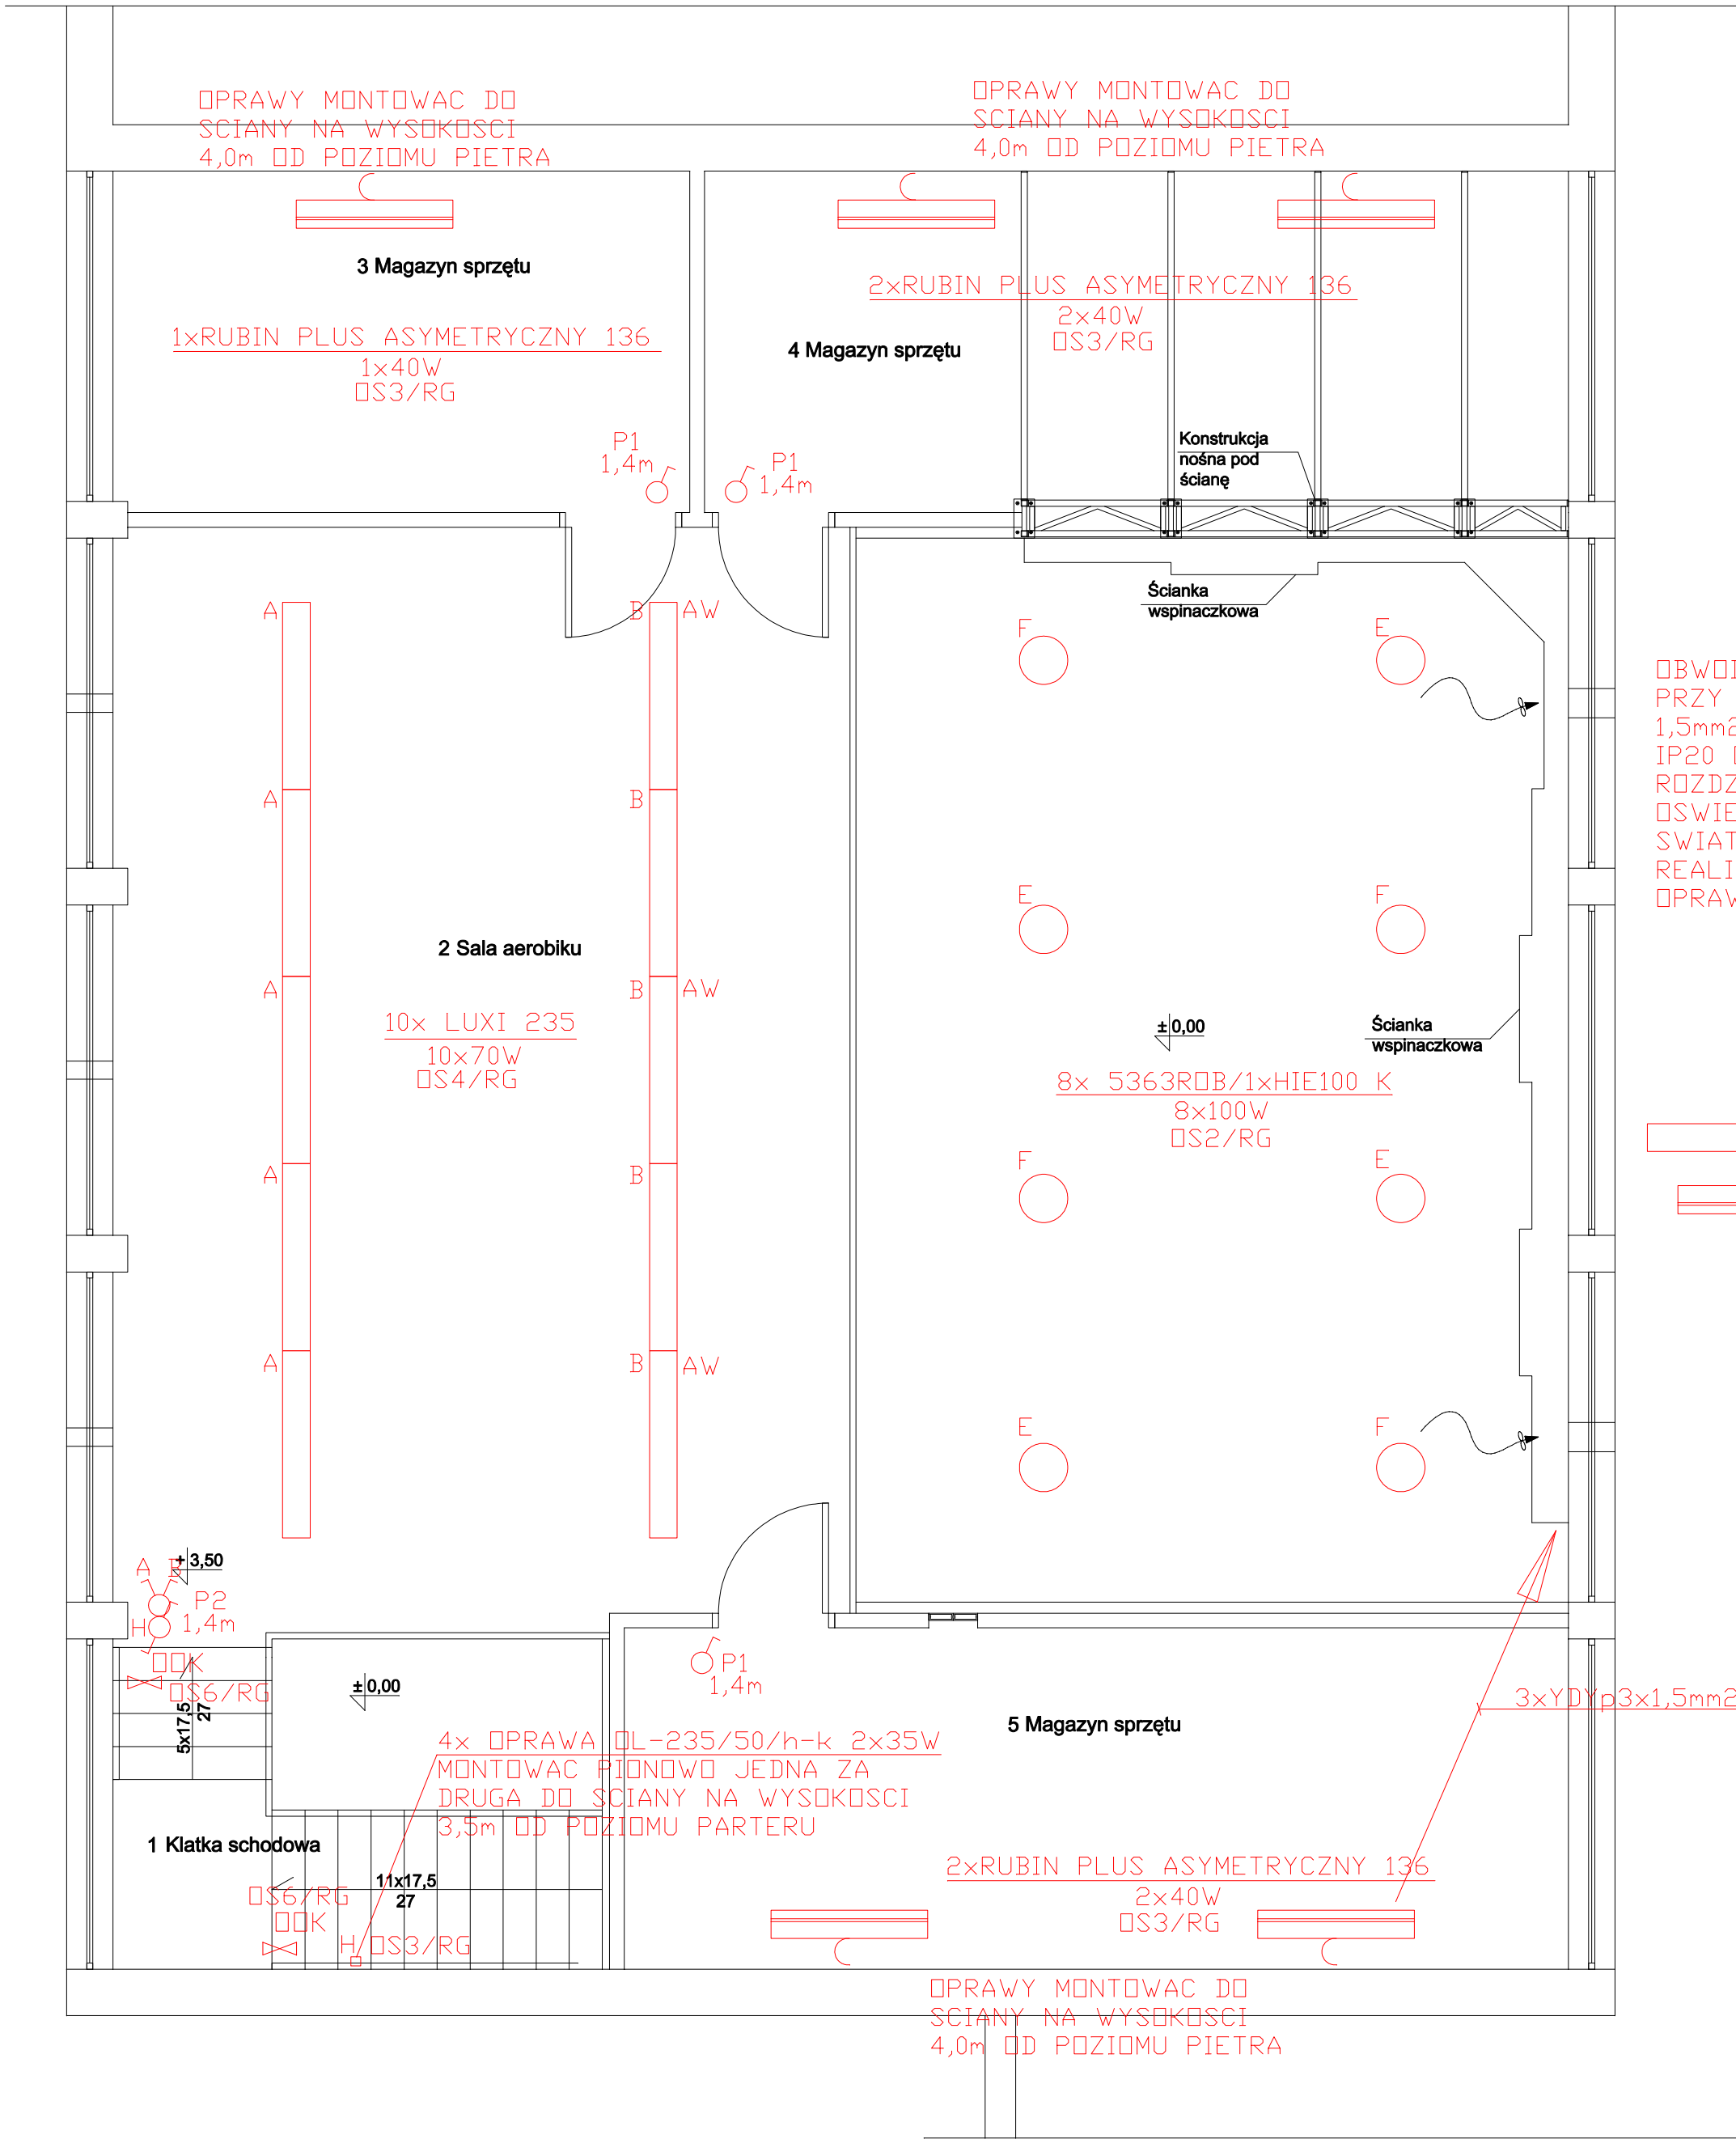 OPRAWY MONTOWAC DO
SCIANY NA WYSOKOSCI
4,0m OD POZIOMU PIETRA
OPRAWY MONTOWAC DO
SCIANY NA WYSOKOSCI
4,0m OD POZIOMU PIETRA
3 Magazyn sprzętu
1xRUBIN PLUS ASYMETRYCZNY 136
1x40W
OS3/RG
2xRUBIN PLUS ASYMETRYCZNY 136
2x40W
OS3/RG
4 Magazyn sprzętu
P1
1,4m
P1
1,4m
Konstrukcja
nośna pod
ścianę
Ścianka
wspinaczkowa
A
B
AW
F
E
PRZY
1,5mm2
IP20
A
B
E
F
2 Sala aerobiku
A
B
AW
10x LUXI 235
10x70W
OS4/RG
±0,00
Ścianka
wspinaczkowa
8x 5363ROB/1xHIE100 K
8x100W
OS2/RG
A
B
F
E
A
B
AW
E
F
+3,50
A
B
P2
1,4m
H
OOK
OS6/RG
5x17,5
27
±0,00
P1
1,4m
3xYDYp3x1,5mm2
5 Magazyn sprzętu
4x OPRAWA OL-235/50/h-k 2x35W
MONTOWAC PIONOWO JEDNA ZA
DRUGA DO SCIANY NA WYSOKOSCI
3,5m OD POZIOMU PARTERU
1 Klatka schodowa
11x17,5
27
OS6/RG
OOK
H
OS3/RG
2xRUBIN PLUS ASYMETRYCZNY 136
2x40W
OS3/RG
OPRAWY MONTOWAC DO
SCIANY NA WYSOKOSCI
4,0m OD POZIOMU PIETRA